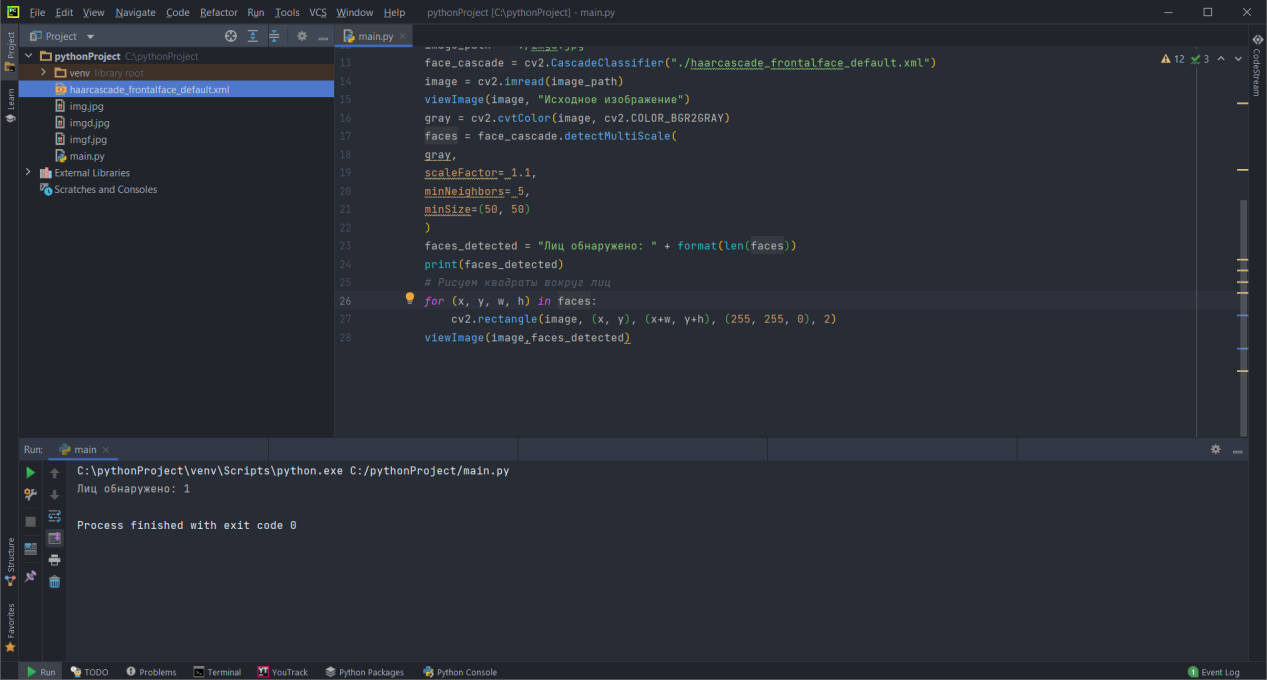 File Edit View Navigate Code Refactor Run Tools VCS Window Help pythonProject [C:\pythonProject] - main.py
Project
main.py
pythonProject C:\pythonProject
venv library root
haarcascade_frontalface_default.xml
img.jpg
imgd.jpg
imgf.jpg
main.py
External Libraries
Scratches and Consoles
Project
Learn
Structure
Favorites
13 face_cascade = cv2.CascadeClassifier("./haarcascade_frontalface_default.xml")
14 image = cv2.imread(image_path)
15 viewImage(image, "Исходное изображение")
16 gray = cv2.cvtColor(image, cv2.COLOR_BGR2GRAY)
17 faces = face_cascade.detectMultiScale(
18 gray,
19 scaleFactor= 1.1,
20 minNeighbors= 5,
21 minSize=(50, 50)
22 )
23 faces_detected = "Лиц обнаружено: " + format(len(faces))
24 print(faces_detected)
25 # Рисуем квадраты вокруг лиц
26 for (x, y, w, h) in faces:
27 cv2.rectangle(image, (x, y), (x+w, y+h), (255, 255, 0), 2)
28 viewImage(image,faces_detected)
12 3
CodeStream
Run: main
C:\pythonProject\venv\Scripts\python.exe C:/pythonProject/main.py
Лиц обнаружено: 1
Process finished with exit code 0
Run TODO Problems Terminal YouTrack Python Packages Python Console 1 Event Log